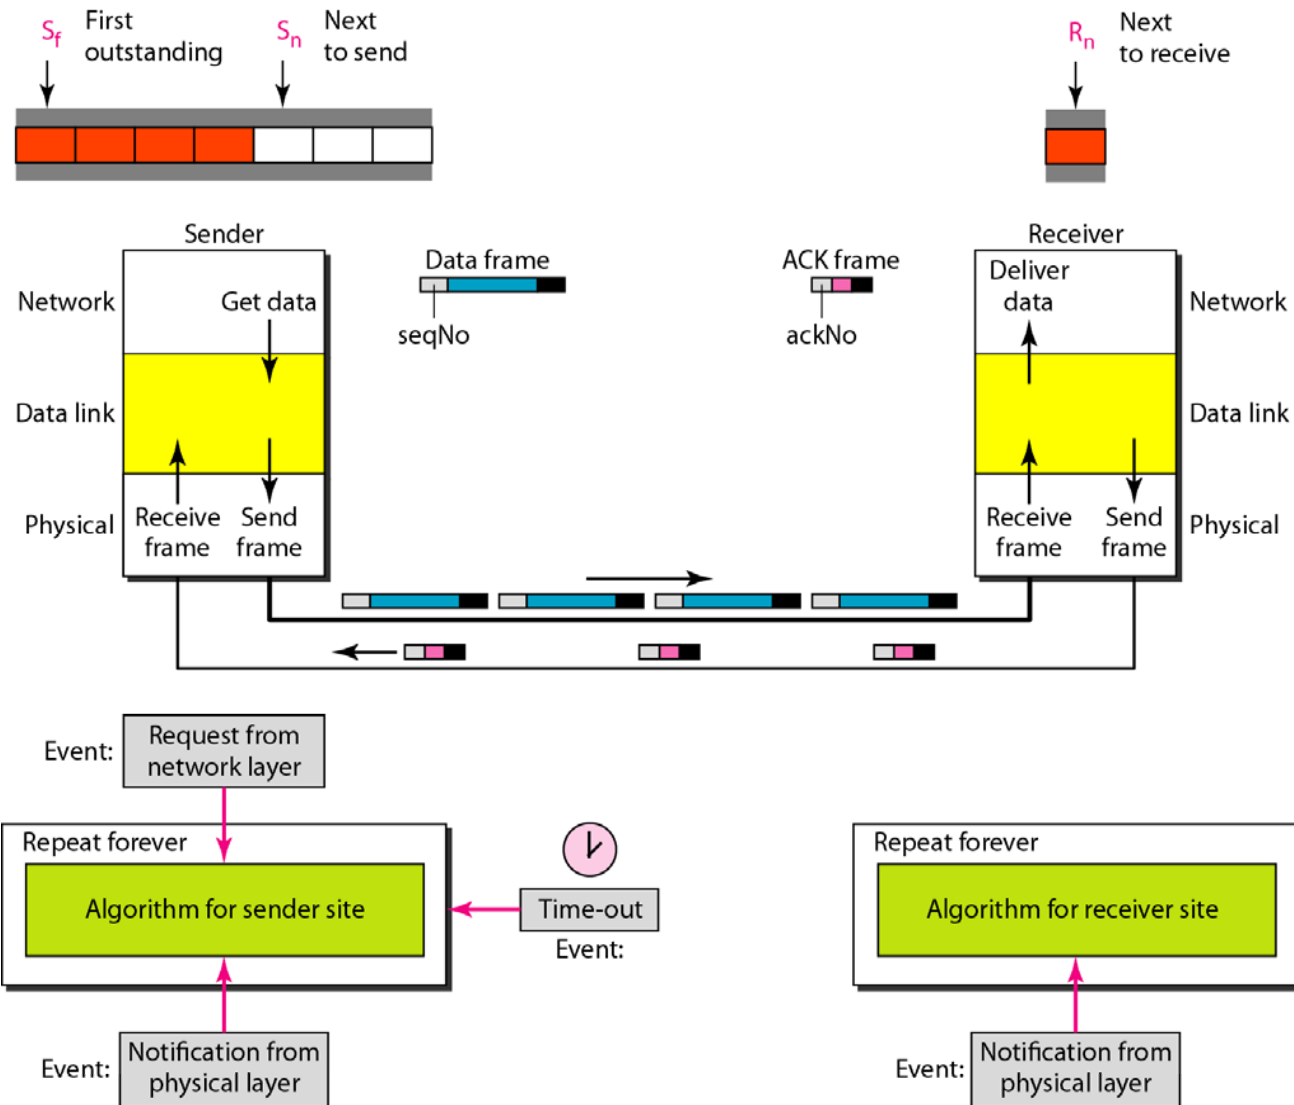 Sf First
outstanding
Sn Next
to send
Rn Next
to receive
Sender
Receiver
Data frame
seqNo
ACK frame
ackNo
Network
Get data
Deliver
data
Network
Data link
Data link
Physical
Receive
frame
Send
frame
Receive
frame
Send
frame
Physical
Event:
Request from
network layer
Repeat forever
Algorithm for sender site
Time-out
Event:
Repeat forever
Algorithm for receiver site
Event:
Notification from
physical layer
Event:
Notification from
physical layer